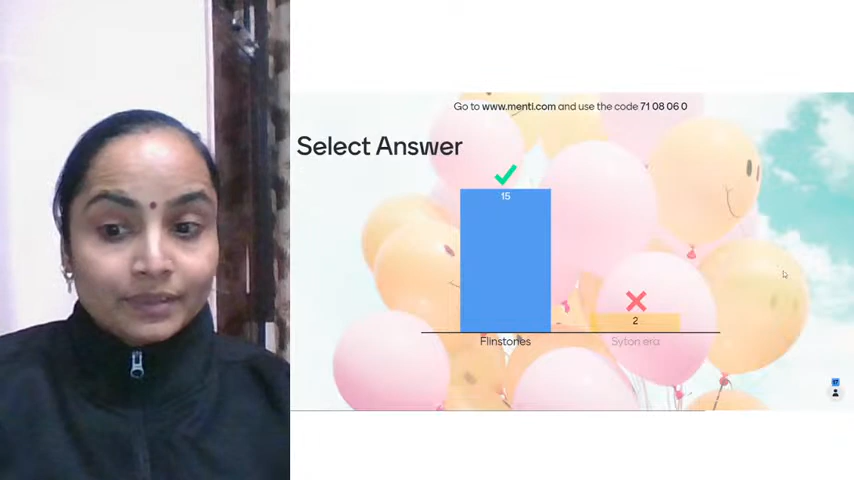 Go to www.menti.com and use the code 71 08 06 0
Select Answer
15
2
Flinstones
Syton era
17